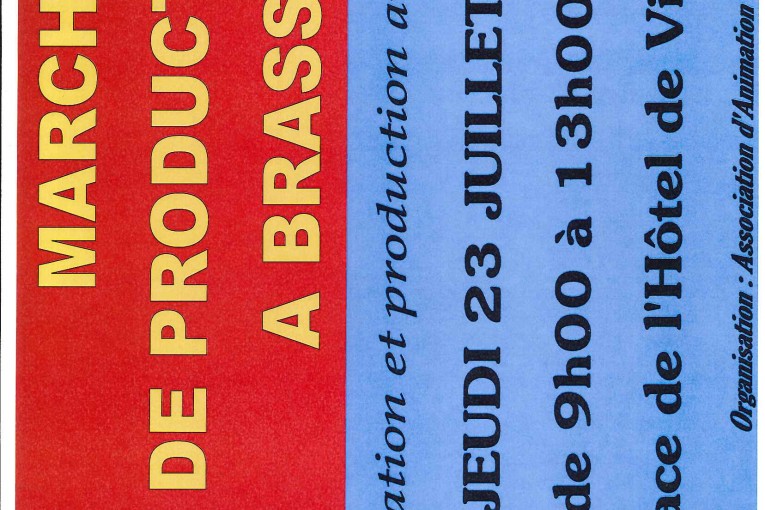 MARCH
DE PRODUCT
A BRASS
ation et production a
JEUDI 23 JUILLET
de 9h00 à 13h00
ace de l'Hôtel de Vi
Organisation : Association d'Animation